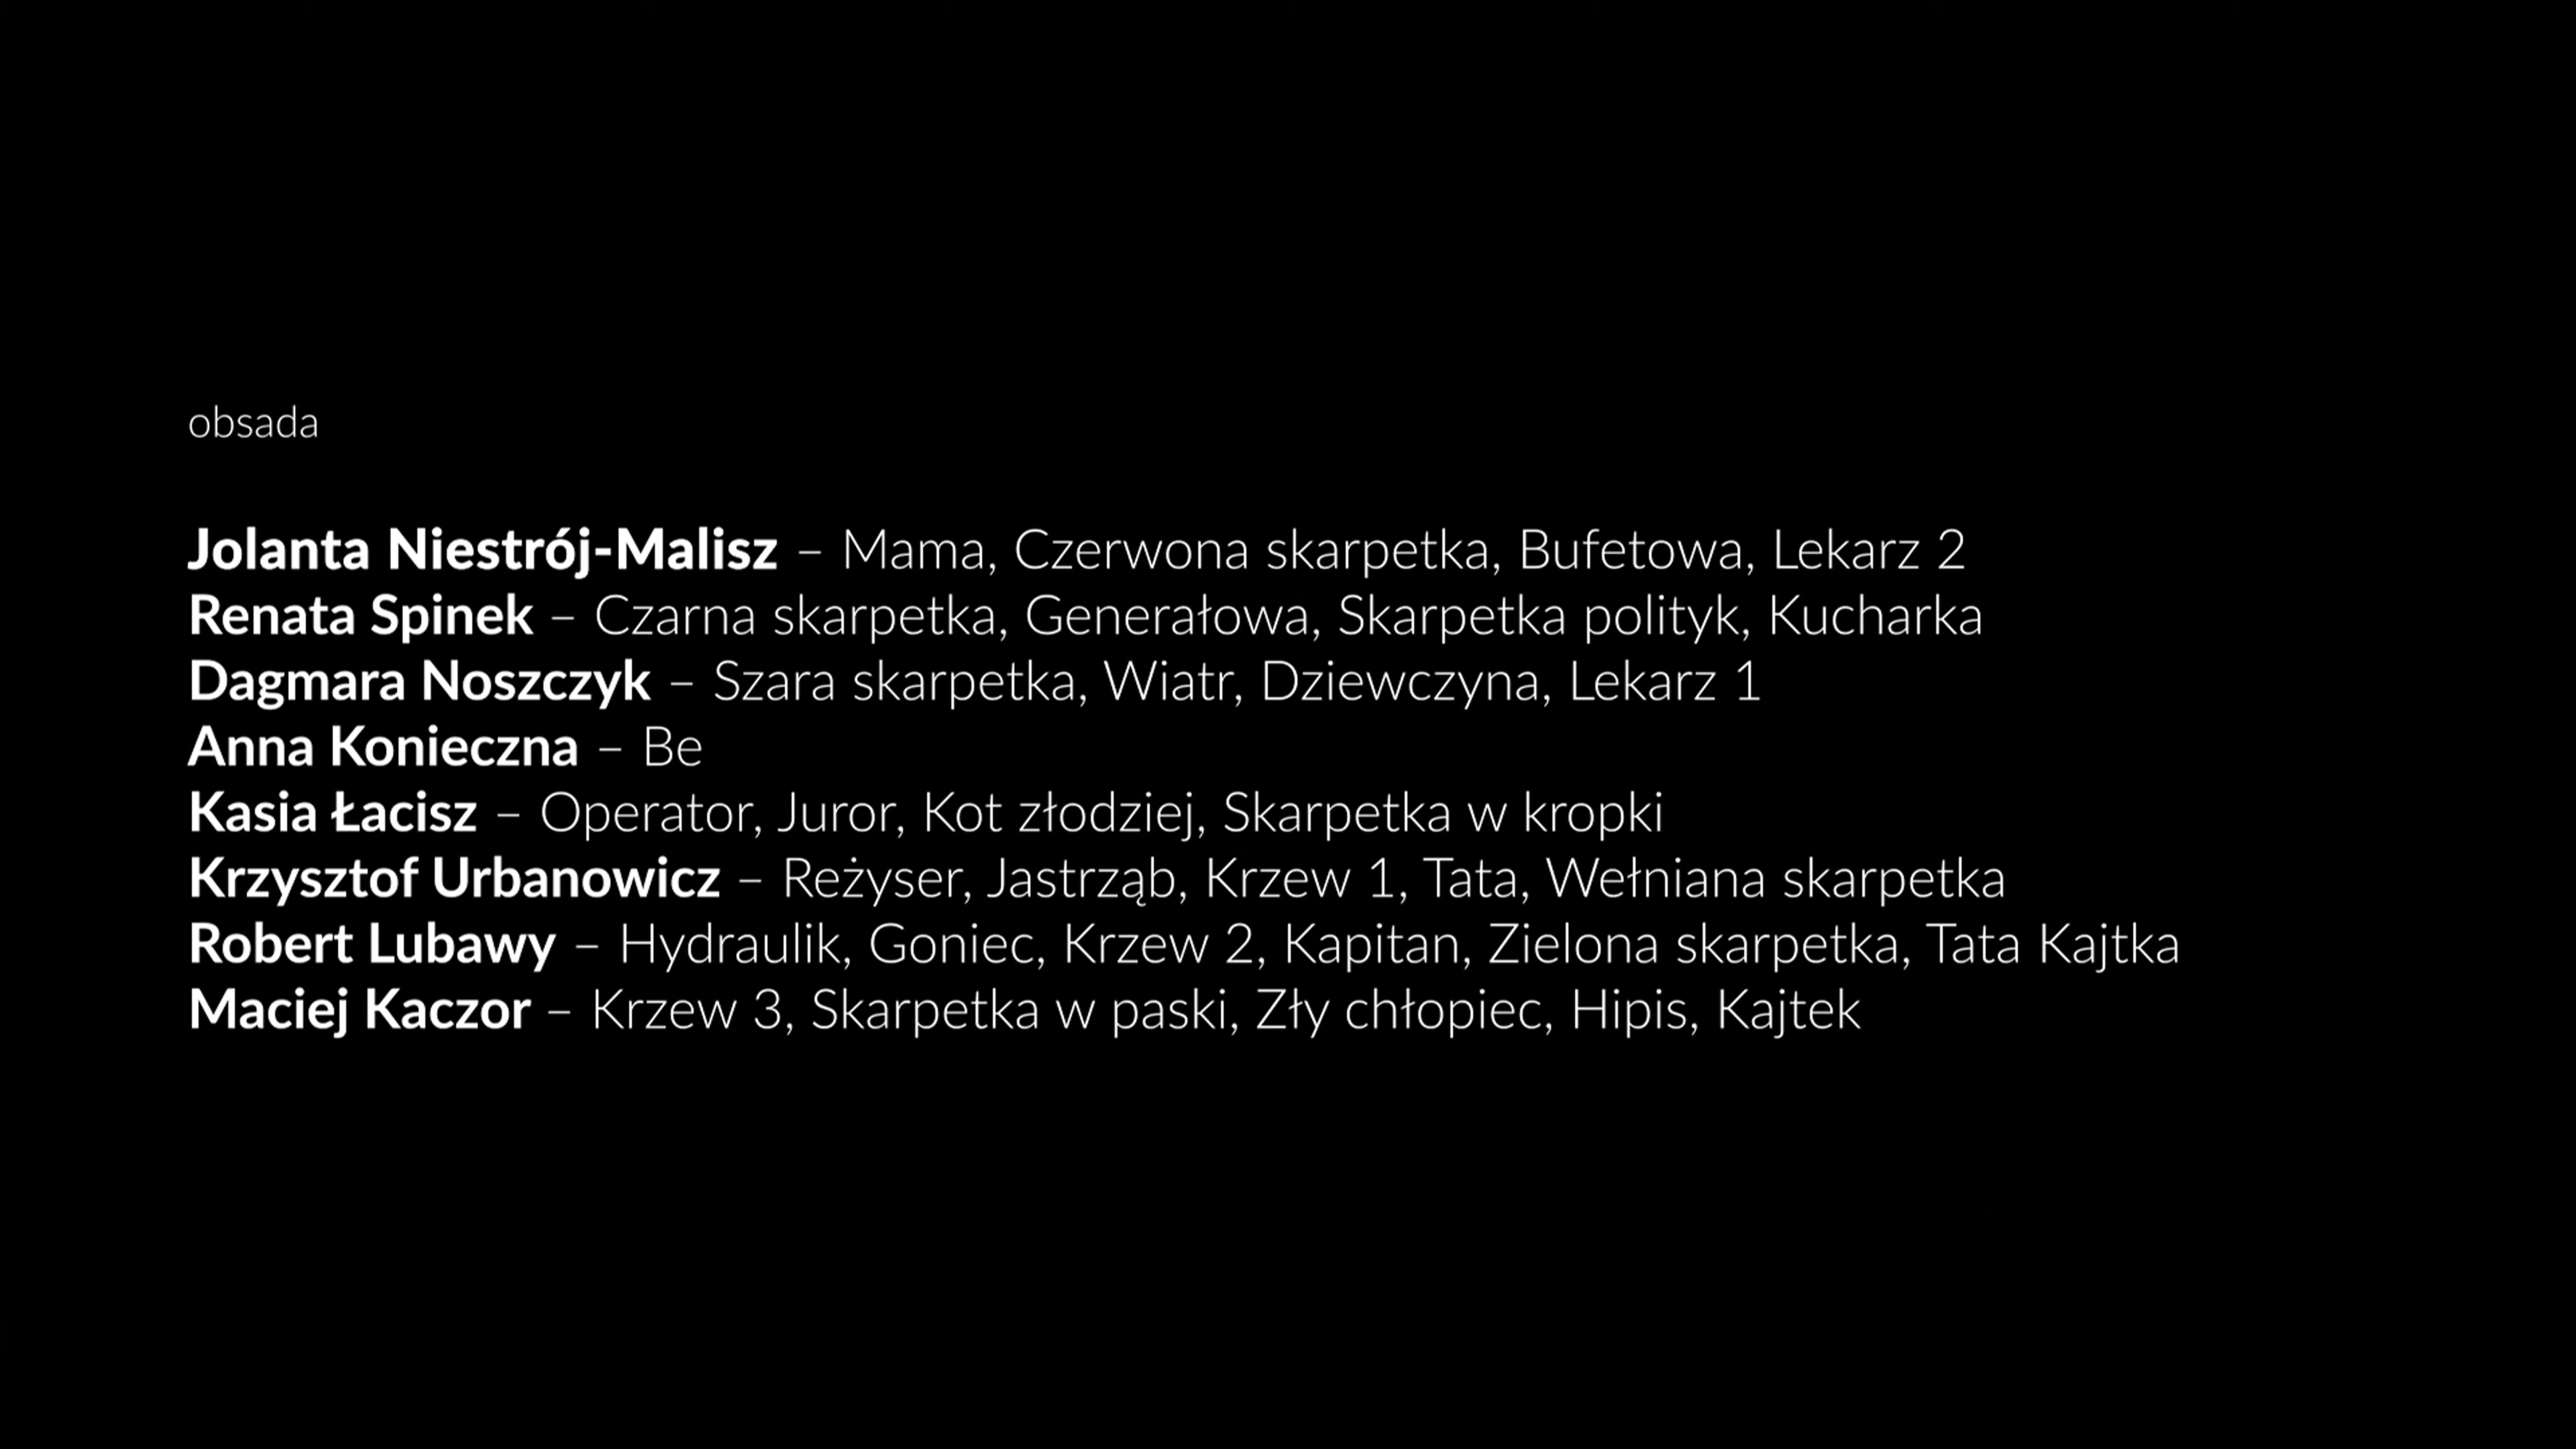 obsada
Jolanta Niestrój-Malisz – Mama, Czerwona skarpetka, Bufetowa, Lekarz 2
Renata Spinek – Czarna skarpetka, Generałowa, Skarpetka polityk, Kucharka
Dagmara Noszczyk – Szara skarpetka, Wiatr, Dziewczyna, Lekarz 1
Anna Konieczna – Be
Kasia Łacisz – Operator, Juror, Kot złodziej, Skarpetka w kropki
Krzysztof Urbanowicz – Reżyser, Jastrząb, Krzew 1, Tata, Wełniana skarpetka
Robert Lubawy – Hydraulik, Goniec, Krzew 2, Kapitan, Zielona skarpetka, Tata Kajtka
Maciej Kaczor – Krzew 3, Skarpetka w paski, Zły chłopiec, Hipis, Kajtek